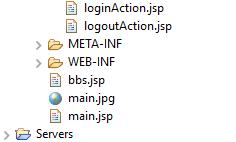 loginAction.jsp
logoutAction.jsp
META-INF
WEB-INF
bbs.jsp
main.jpg
main.jsp
Servers